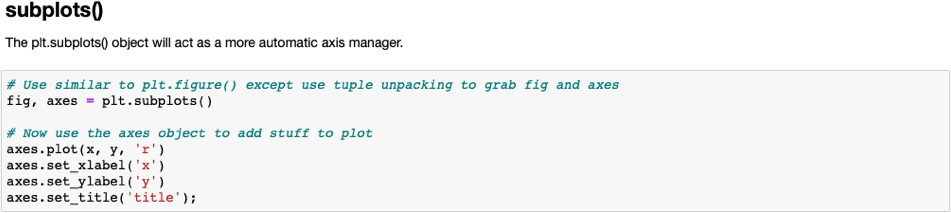 subplots()
The plt.subplots() object will act as a more automatic axis manager.
# Use similar to plt.figure() except use tuple unpacking to grab fig and axes
fig, axes = plt.subplots()
# Now use the axes object to add stuff to plot
axes.plot(x, y, 'r')
axes.set_xlabel('x')
axes.set_ylabel('y')
axes.set_title('title');